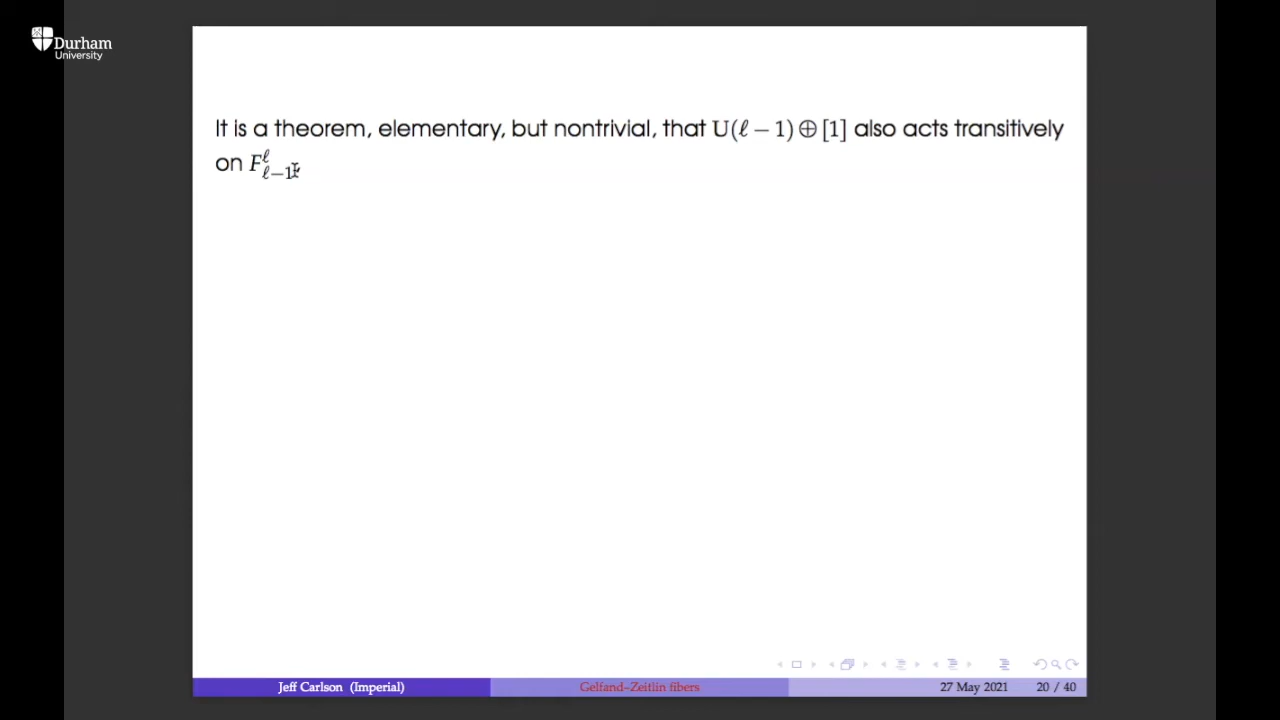 Durham
University
It is a theorem, elementary, but nontrivial, that U(ℓ − 1) ⊕ [1] also acts transitively
on F^ℓ_{ℓ−1}.
Jeff Carlson (Imperial) Gelfand–Zeitlin fibers 27 May 2021 20 / 40